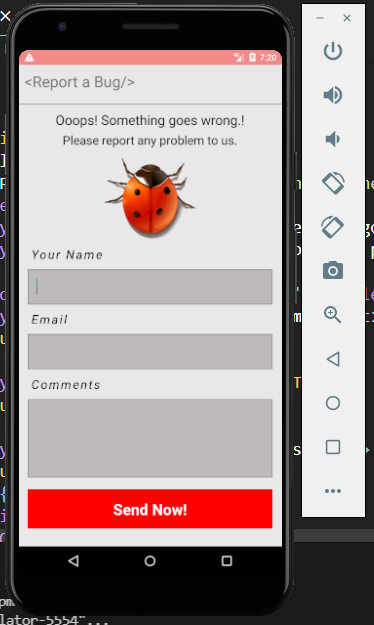 7:20
<Report a Bug/>
Ooops! Something goes wrong.!
Please report any problem to us.
Your Name
Email
Comments
Send Now!
lator-5554"...